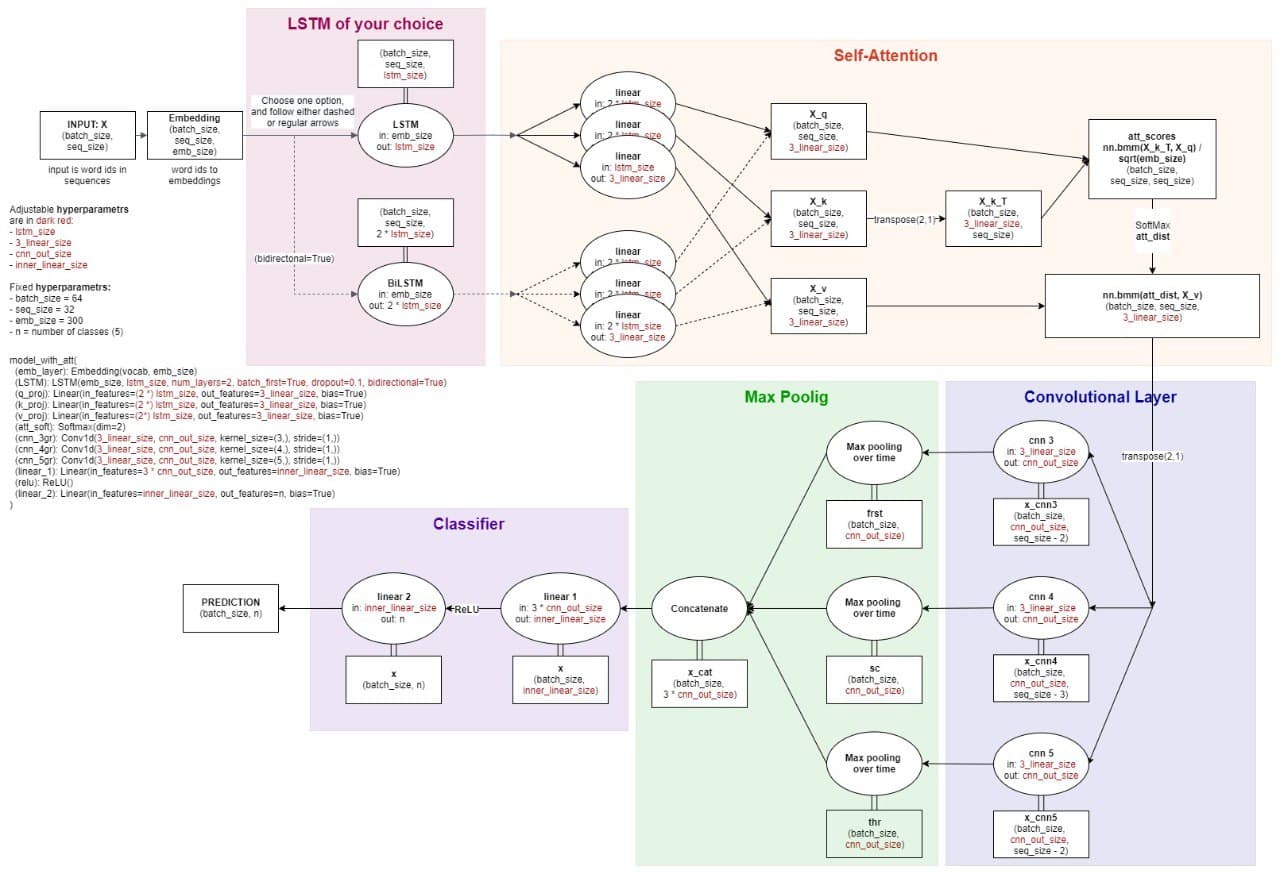 LSTM of your choice
(batch_size,
seq_size,
lstm_size)
Choose one option,
and follow either dashed
or regular arrows
INPUT: X
(batch_size,
seq_size)
input is word ids in
sequences
Embedding
(batch_size,
seq_size,
emb_size)
word ids to
embeddings
LSTM
in: emb_size
out: lstm_size
(batch_size,
seq_size,
2 * lstm_size)
(bidirectonal=True)
BiLSTM
in: emb_size
out: 2 * lstm_size
Adjustable hyperparametrs
are in dark red:
- lstm_size
- 3_linear_size
- cnn_out_size
- inner_linear_size
Fixed hyperparametrs:
- batch_size = 64
- seq_size = 32
- emb_size = 300
- n = number of classes (5)
model_with_att(
(emb_layer): Embedding(vocab, emb_size)
(LSTM): LSTM(emb_size, lstm_size, num_layers=2, batch_first=True, dropout=0.1, bidirectional=True)
(q_proj): Linear(in_features=(2 *) lstm_size, out_features=3_linear_size, bias=True)
(k_proj): Linear(in_features=(2 *) lstm_size, out_features=3_linear_size, bias=True)
(v_proj): Linear(in_features=(2*) lstm_size, out_features=3_linear_size, bias=True)
(att_soft): Softmax(dim=2)
(cnn_3gr): Conv1d(3_linear_size, cnn_out_size, kernel_size=(3,), stride=(1,))
(cnn_4gr): Conv1d(3_linear_size, cnn_out_size, kernel_size=(4,), stride=(1,))
(cnn_5gr): Conv1d(3_linear_size, cnn_out_size, kernel_size=(5,), stride=(1,))
(linear_1): Linear(in_features=3 * cnn_out_size, out_features=inner_linear_size, bias=True)
(relu): ReLU()
(linear_2): Linear(in_features=inner_linear_size, out_features=n, bias=True)
)
Self-Attention
linear
in: 2 * lstm_size
linear
in: 2 * lstm_size
linear
in: lstm_size
out: 3_linear_size
linear
in: 2 * lstm_size
linear
in: 2 * lstm_size
linear
in: 2 * lstm_size
out: 3_linear_size
X_q
(batch_size,
seq_size,
3_linear_size)
X_k
(batch_size,
seq_size,
3_linear_size)
transpose(2,1)
X_k_T
(batch_size,
3_linear_size,
seq_size)
X_v
(batch_size,
seq_size,
3_linear_size)
att_scores
nn.bmm(X_k_T, X_q) /
sqrt(emb_size)
(batch_size,
seq_size, seq_size)
SoftMax
att_dist
nn.bmm(att_dist, X_v)
(batch_size, seq_size,
3_linear_size)
Convolutional Layer
transpose(2,1)
cnn 3
in: 3_linear_size
out: cnn_out_size
x_cnn3
(batch_size,
cnn_out_size,
seq_size - 2)
cnn 4
in: 3_linear_size
out: cnn_out_size
x_cnn4
(batch_size,
cnn_out_size,
seq_size - 3)
cnn 5
in: 3_linear_size
out: cnn_out_size
x_cnn5
(batch_size,
cnn_out_size,
seq_size - 2)
Max Poolig
Max pooling
over time
frst
(batch_size,
cnn_out_size)
Max pooling
over time
sc
(batch_size,
cnn_out_size)
Max pooling
over time
thr
(batch_size,
cnn_out_size)
Concatenate
x_cat
(batch_size,
3 * cnn_out_size)
Classifier
linear 1
in: 3 * cnn_out_size
out: inner_linear_size
x
(batch_size,
inner_linear_size)
ReLU
linear 2
in: inner_linear_size
out: n
x
(batch_size, n)
PREDICTION
(batch_size, n)